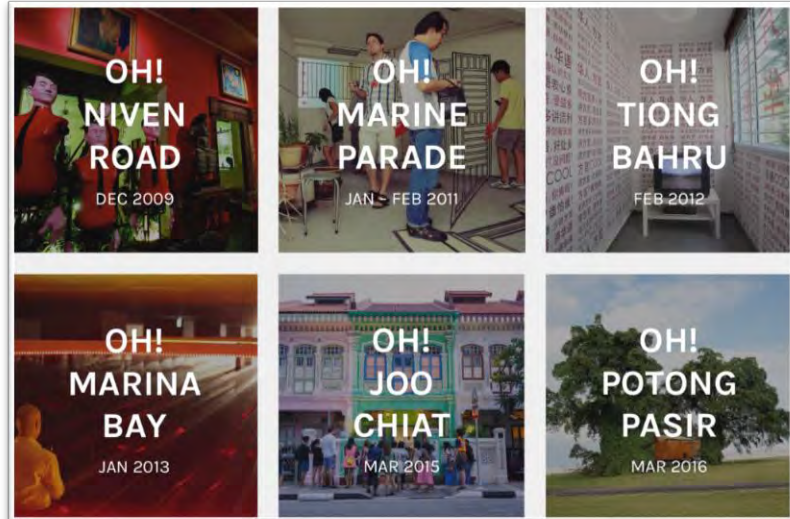 OH!
NIVEN
ROAD
DEC 2009
OH!
MARINE
PARADE
JAN – FEB 2011
OH!
TIONG
BAHRU
FEB 2012
OH!
MARINA
BAY
JAN 2013
OH!
JOO
CHIAT
MAR 2015
OH!
POTONG
PASIR
MAR 2016